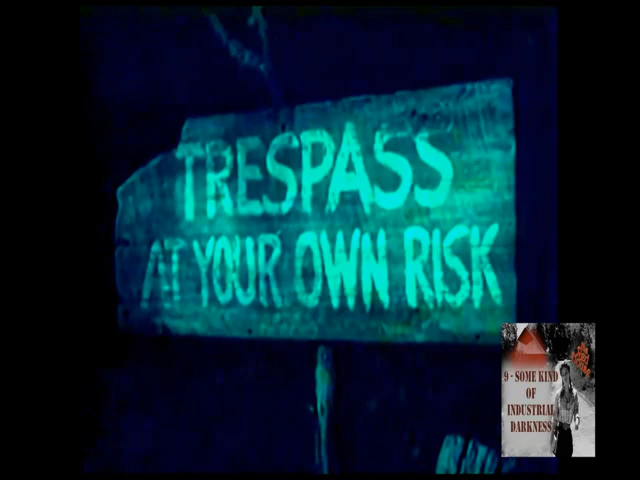 TRESPASS
AT YOUR OWN RISK
9 - SOME KIND
OF
INDUSTRIAL
DARKNESS